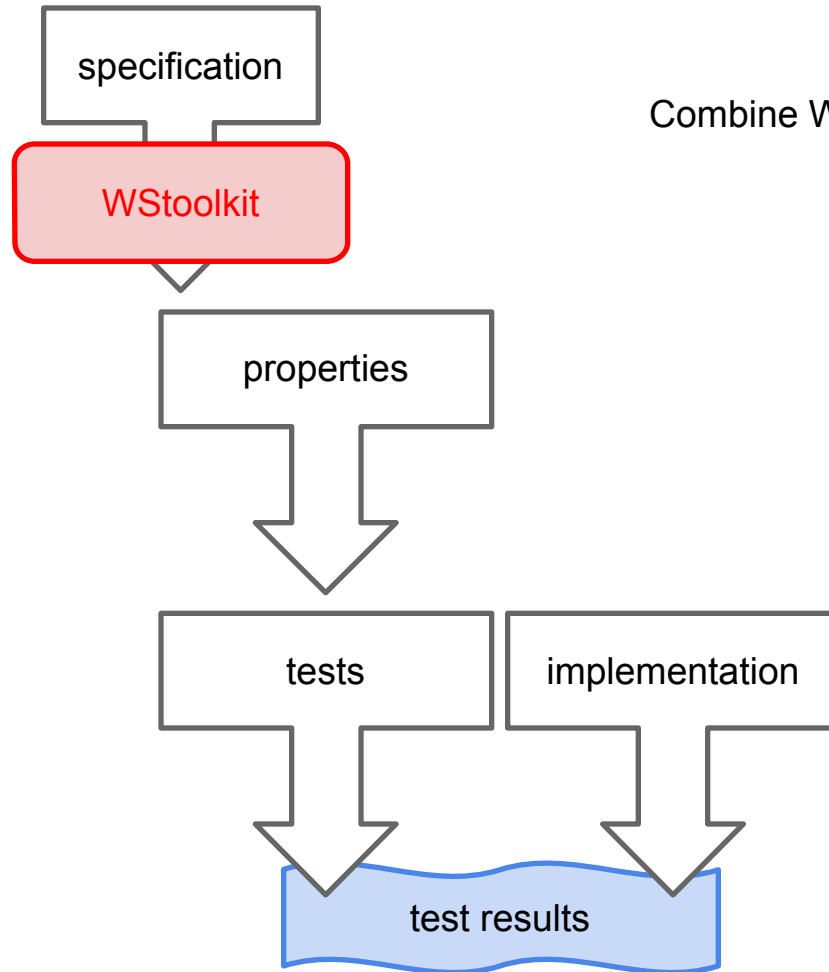 specification
Combine
WStoolkit
properties
tests
implementation
test results